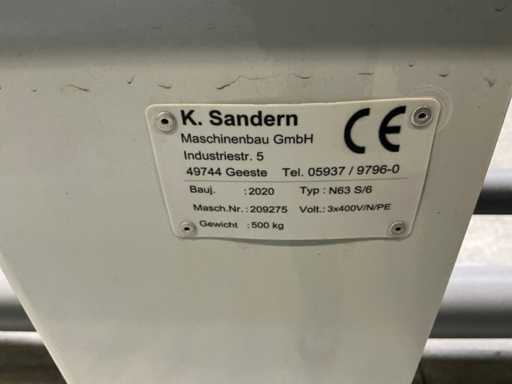 K. Sandern
Maschinenbau GmbH
Industriestr. 5
49744 Geeste Tel. 05937 / 9796-0
CE
Bauj. : 2020 Typ : N63 S/6
Masch.Nr. : 209275 Volt.: 3x400V/N/PE
Gewicht : 500 kg